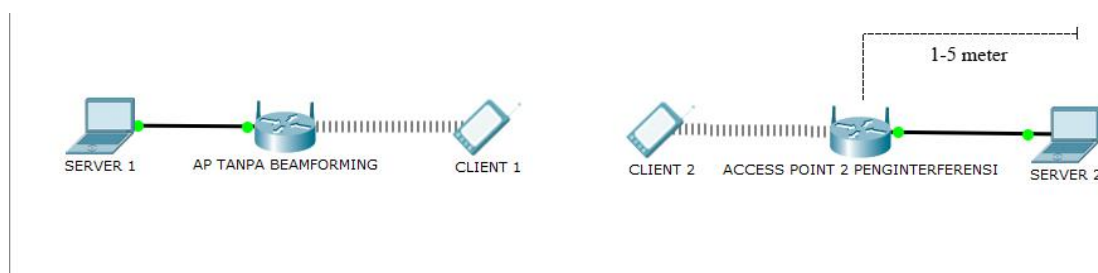 1-5 meter
SERVER 1
AP TANPA BEAMFORMING
CLIENT 1
CLIENT 2
ACCESS POINT 2 PENGINTERFERENSI
SERVER 2